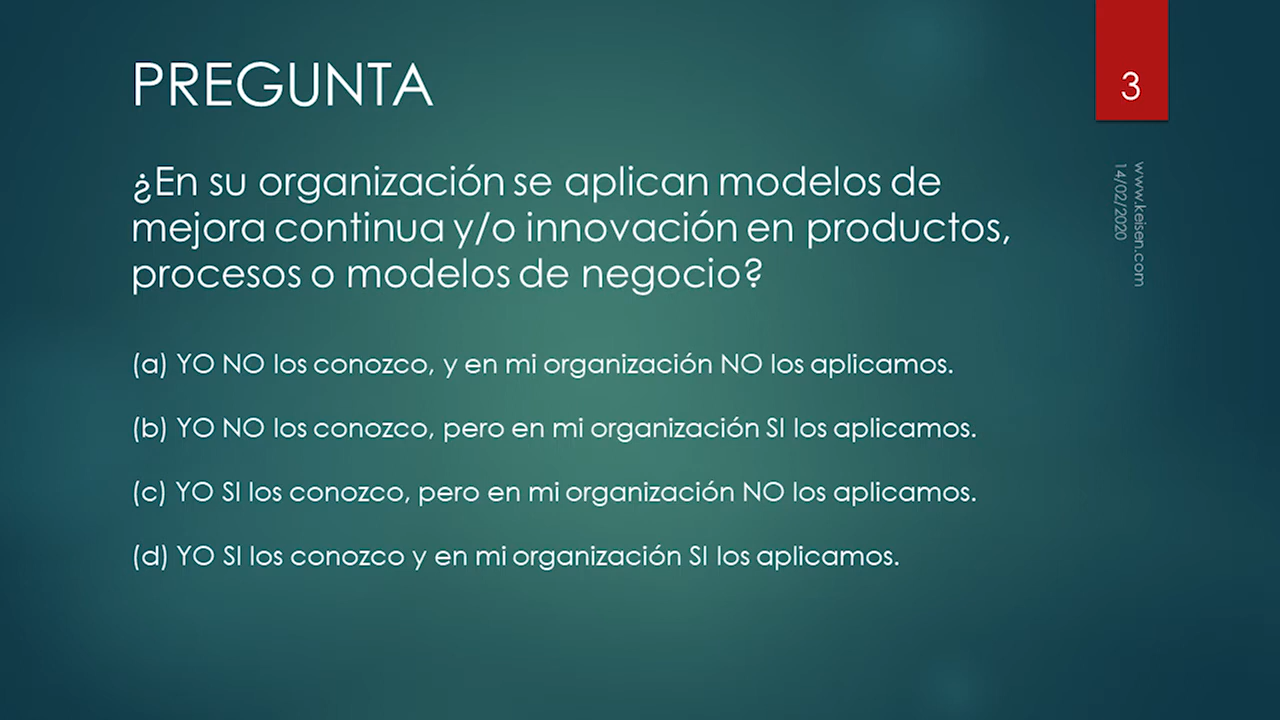 PREGUNTA
3
¿En su organización se aplican modelos de
mejora continua y/o innovación en productos,
procesos o modelos de negocio?
(a) YO NO los conozco, y en mi organización NO los aplicamos.
(b) YO NO los conozco, pero en mi organización SI los aplicamos.
(c) YO SI los conozco, pero en mi organización NO los aplicamos.
(d) YO SI los conozco y en mi organización SI los aplicamos.
www.keisen.com
14/02/2020